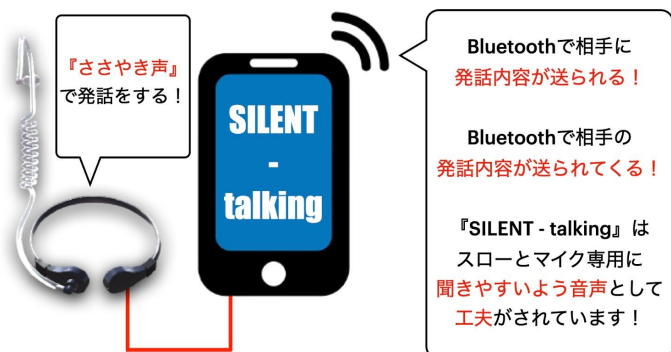 『ささやき声』
で発話をする！
SILENT
-
talking
Bluetoothで相手に
発話内容が送られる！
Bluetoothで相手の
発話内容が送られてくる！
『SILENT - talking』は
スローとマイク専用に
聞きやすいよう音声として
工夫がされています！